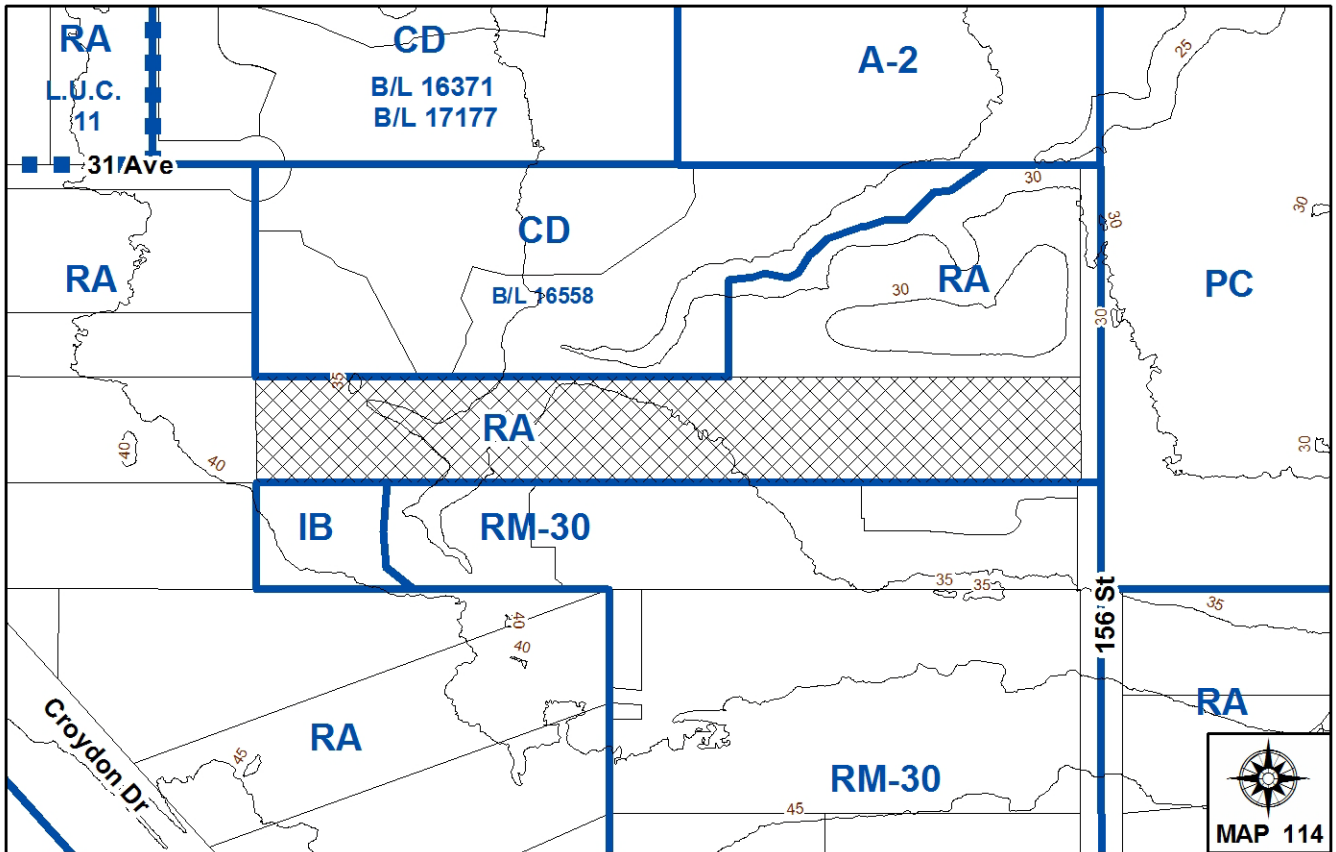 RA
L.U.C.
11
CD
B/L 16371
B/L 17177
A-2
25
31 Ave
30
30
30
CD
RA
B/L 16558
30
RA
PC
30
35
RA
40
40
30
IB
RM-30
35
35
156 St
35
40
40
Croydon Dr
RA
45
RA
RM-30
45
MAP 114